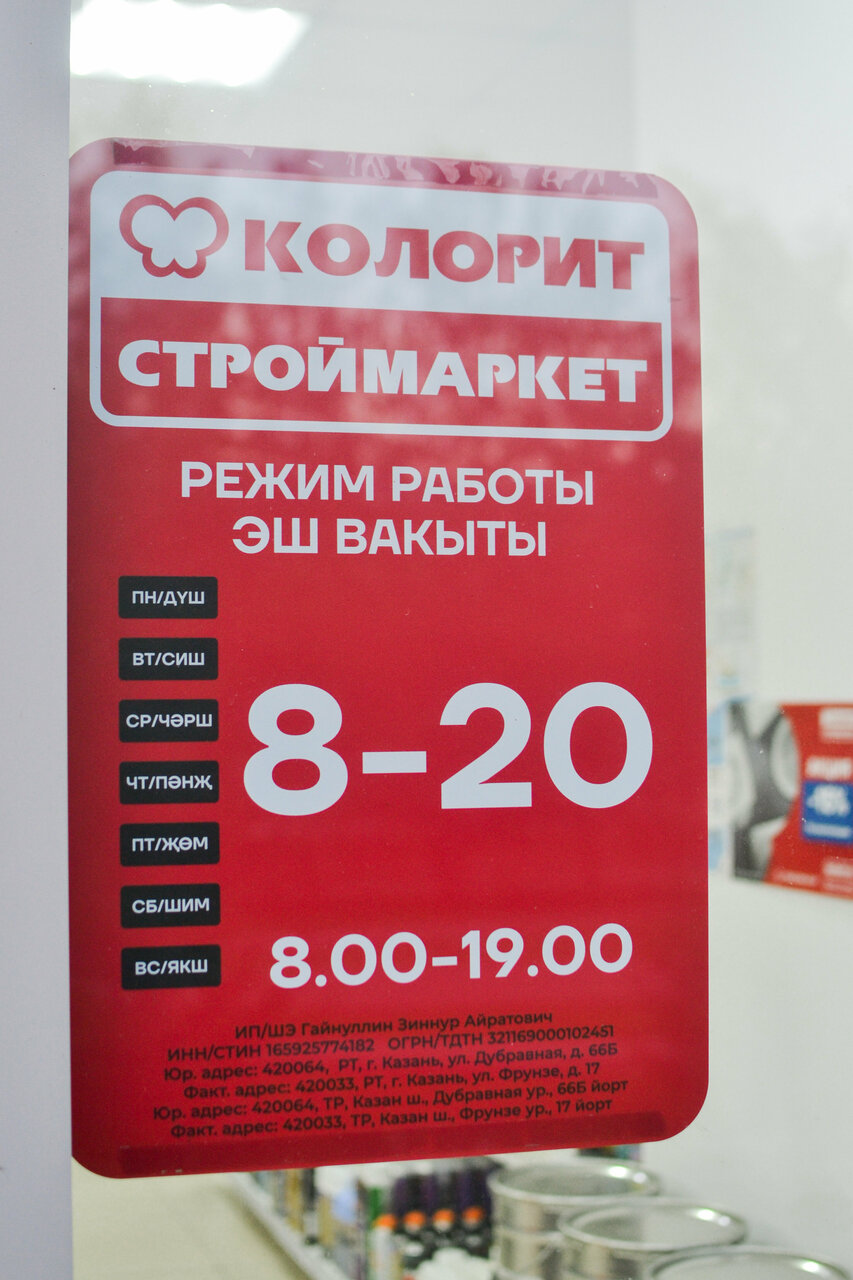 КОЛОРИТ
СТРОЙМАРКЕТ
РЕЖИМ РАБОТЫ
ЭШ ВАКЫТЫ
ПН/ДҮШ
ВТ/СИШ
СР/ЧӘРШ
8-20
ЧТ/ПӘНҖ
ПТ/ҖӨМ
СБ/ШИМ
ВС/ЯКШ
8.00-19.00
ИП/ШЭ Гайнуллин Зиннур Айратович
ИНН/СТИН 165925774182 ОГРН/ТДТН 321169000102451
Юр. адрес: 420064, РТ, г. Казань, ул. Дубравная, д. 66Б
Факт. адрес: 420033, РТ, г. Казань, ул. Фрунзе, д. 17
Юр. адрес: 420064, ТР, Казан ш., Дубравная ур., 66Б йорт
Факт. адрес: 420033, ТР, Казан ш., Фрунзе ур., 17 йорт